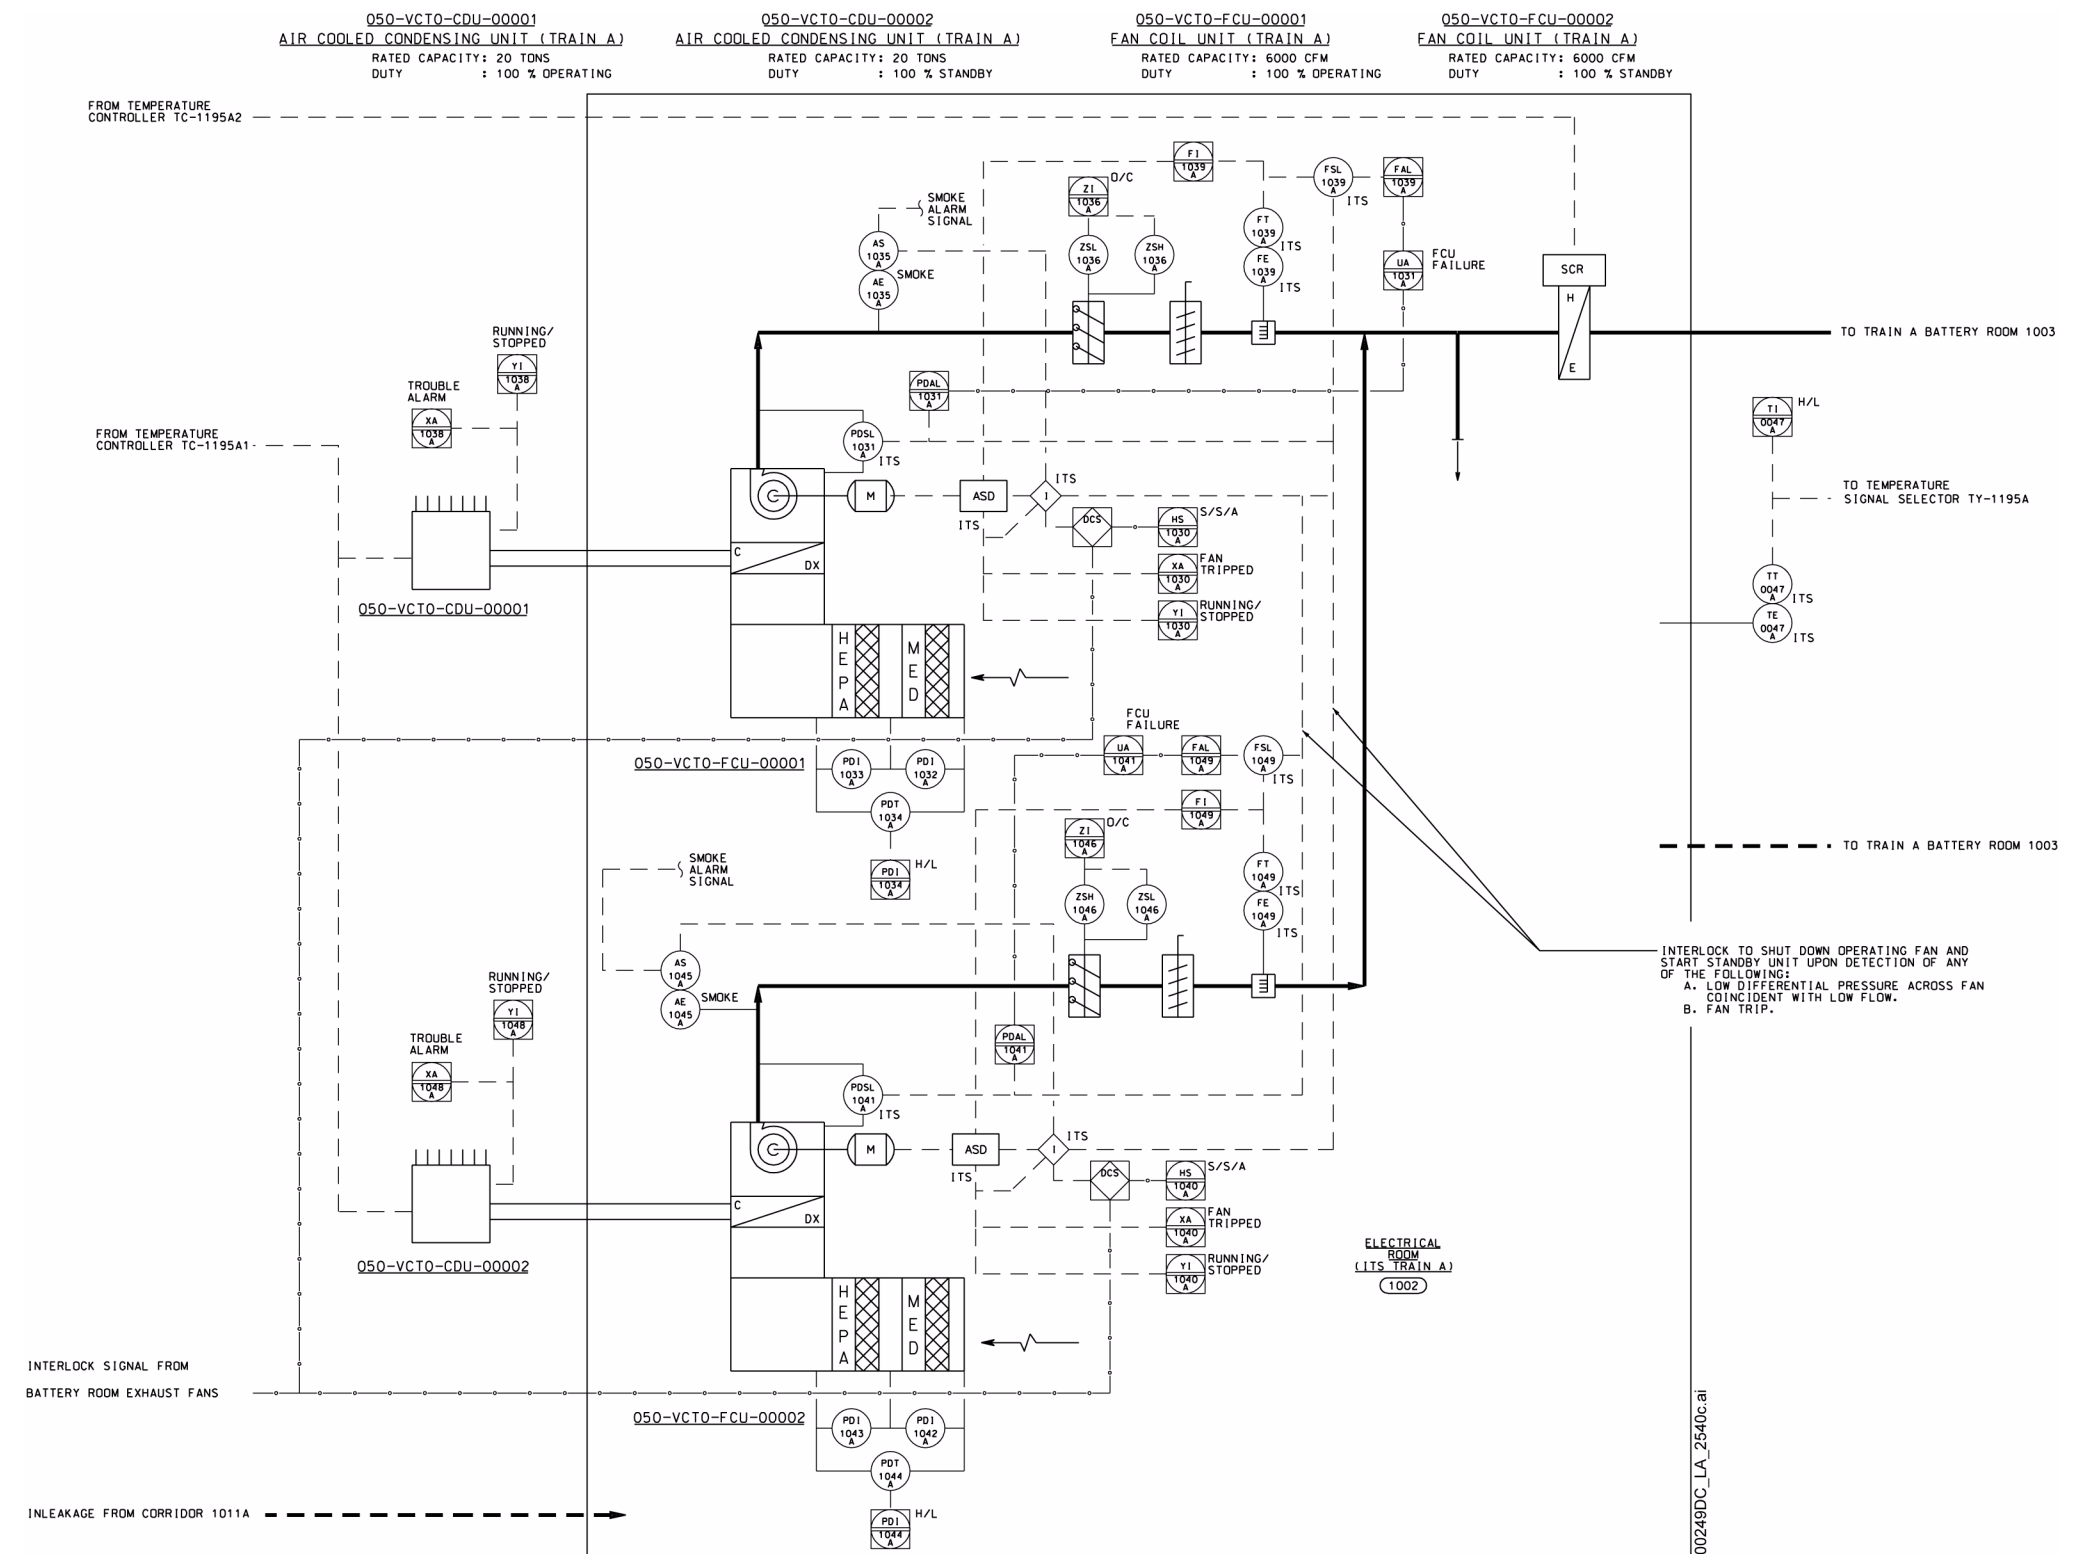 050-VCTO-CDU-00001
AIR COOLED CONDENSING UNIT (TRAIN A)
RATED CAPACITY: 20 TONS
DUTY : 100 % OPERATING
050-VCTO-CDU-00002
AIR COOLED CONDENSING UNIT (TRAIN A)
RATED CAPACITY: 20 TONS
DUTY : 100 % STANDBY
050-VCTO-FCU-00001
FAN COIL UNIT (TRAIN A)
RATED CAPACITY: 6000 CFM
DUTY : 100 % OPERATING
050-VCTO-FCU-00002
FAN COIL UNIT (TRAIN A)
RATED CAPACITY: 6000 CFM
DUTY : 100 % STANDBY
FROM TEMPERATURE
CONTROLLER TC-1195A2
FI
1039
A
FSL
1039
A
ITS
FAL
1039
A
ZI
1036
A
O/C
SMOKE
ALARM
SIGNAL
AS
1035
A
AE
1035
A
SMOKE
ZSL
1036
A
ZSH
1036
A
FT
1039
A
ITS
FE
1039
A
ITS
UA
1031
A
FCU
FAILURE
SCR
H
E
TO TRAIN A BATTERY ROOM 1003
RUNNING/
STOPPED
YI
1038
A
TROUBLE
ALARM
XA
1038
A
PDAL
1031
A
PDSL
1031
A
ITS
FROM TEMPERATURE
CONTROLLER TC-1195A1
TI
0047
A
H/L
TO TEMPERATURE
SIGNAL SELECTOR TY-1195A
TT
0047
A
ITS
TE
0047
A
ITS
C
M
ASD
ITS
I
ITS
DCS
HS
1030
A
S/S/A
XA
1030
A
FAN
TRIPPED
YI
1030
A
RUNNING/
STOPPED
C
DX
050-VCTO-CDU-00001
HEPA
MED
050-VCTO-FCU-00001
PDI
1033
A
PDI
1032
A
PDT
1034
A
PDI
1034
A
H/L
FCU
FAILURE
UA
1041
A
FAL
1049
A
FSL
1049
A
ITS
FI
1049
A
ZI
1046
A
O/C
SMOKE
ALARM
SIGNAL
ZSH
1046
A
ZSL
1046
A
FT
1049
A
ITS
FE
1049
A
ITS
TO TRAIN A BATTERY ROOM 1003
AS
1045
A
AE
1045
A
SMOKE
INTERLOCK TO SHUT DOWN OPERATING FAN AND
START STANDBY UNIT UPON DETECTION OF ANY
OF THE FOLLOWING:
A. LOW DIFFERENTIAL PRESSURE ACROSS FAN
COINCIDENT WITH LOW FLOW.
B. FAN TRIP.
RUNNING/
STOPPED
YI
1048
A
TROUBLE
ALARM
XA
1048
A
PDAL
1041
A
PDSL
1041
A
ITS
C
M
ASD
ITS
I
ITS
DCS
HS
1040
A
S/S/A
XA
1040
A
FAN
TRIPPED
YI
1040
A
RUNNING/
STOPPED
C
DX
050-VCTO-CDU-00002
ELECTRICAL
ROOM
(ITS TRAIN A)
1002
HEPA
MED
INTERLOCK SIGNAL FROM
BATTERY ROOM EXHAUST FANS
050-VCTO-FCU-00002
PDI
1043
A
PDI
1042
A
PDT
1044
A
PDI
1044
A
H/L
INLEAKAGE FROM CORRIDOR 1011A
00249DC_LA_2540c.ai